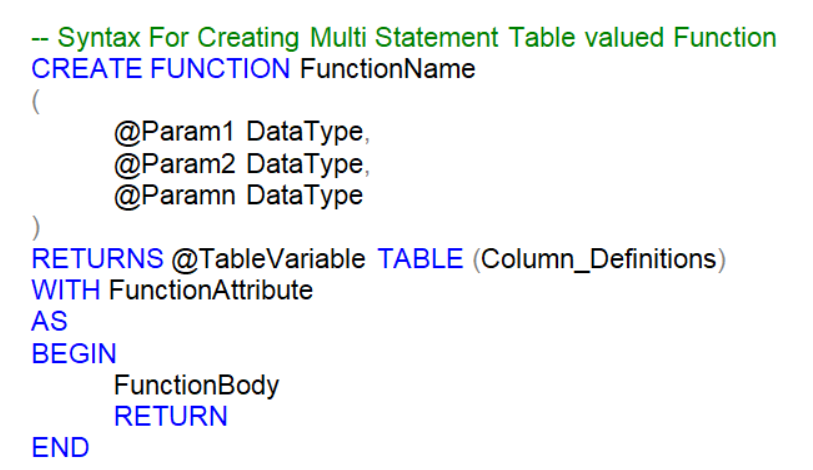 -- Syntax For Creating Multi Statement Table valued Function
CREATE FUNCTION FunctionName
(
@Param1 DataType,
@Param2 DataType,
@Paramn DataType
)
RETURNS @TableVariable TABLE (Column_Definitions)
WITH FunctionAttribute
AS
BEGIN
FunctionBody
RETURN
END